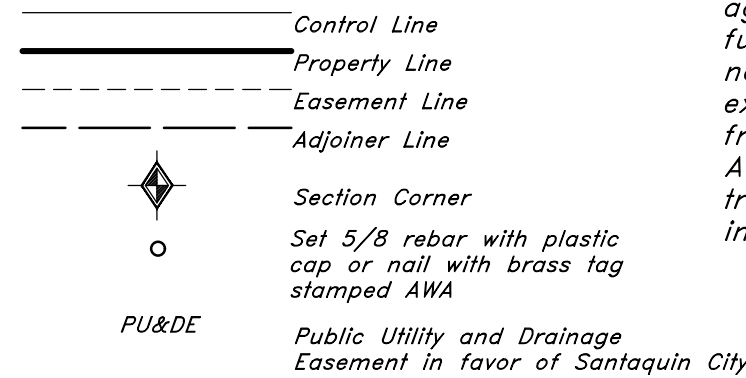 Control Line
Property Line
Easement Line
Adjoiner Line
Section Corner
Set 5/8 rebar with plastic
cap or nail with brass tag
stamped AWA
PU&DE
Public Utility and Drainage
Easement in favor of Santaquin City